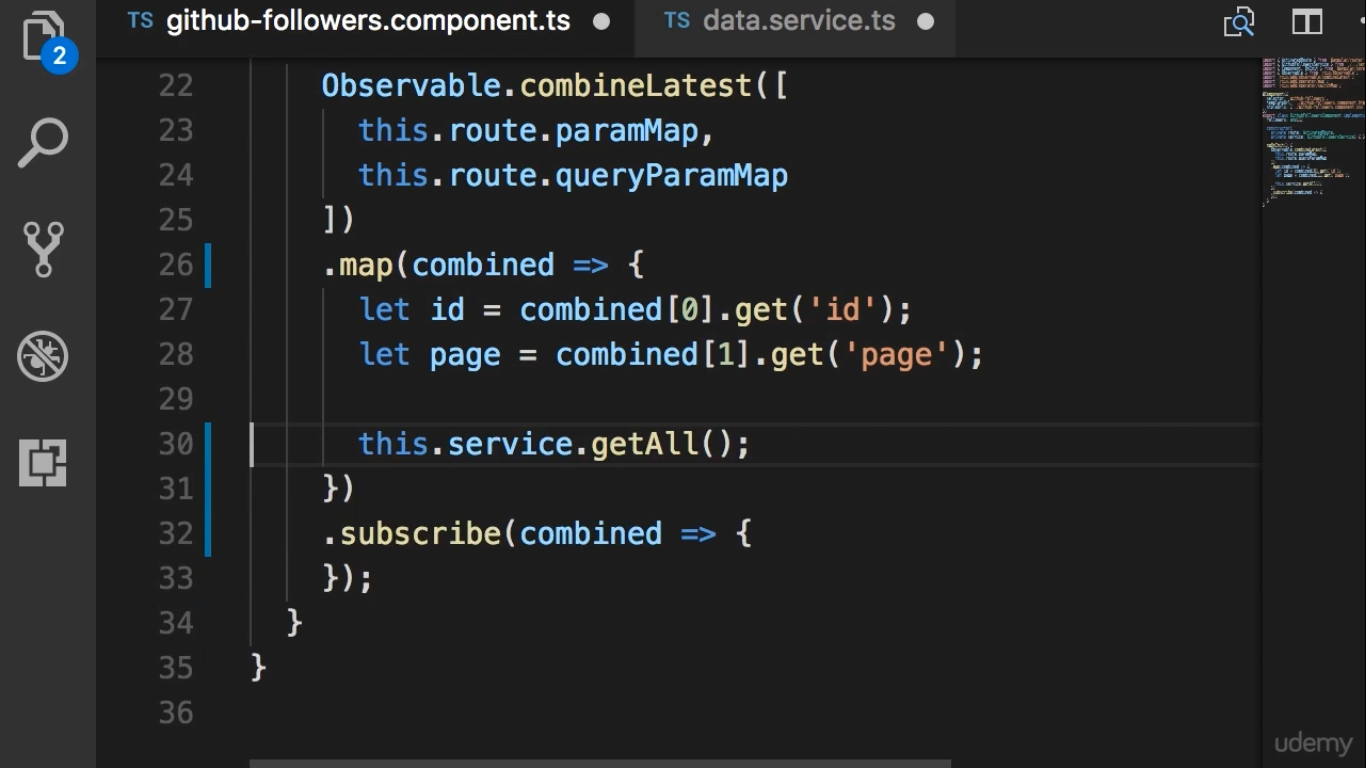 TS github-followers.component.ts
TS data.service.ts
2
22 Observable.combineLatest([
23 this.route.paramMap,
24 this.route.queryParamMap
25 ])
26 .map(combined => {
27 let id = combined[0].get('id');
28 let page = combined[1].get('page');
29
30 this.service.getAll();
31 })
32 .subscribe(combined => {
33 });
34 }
35 }
36
udemy